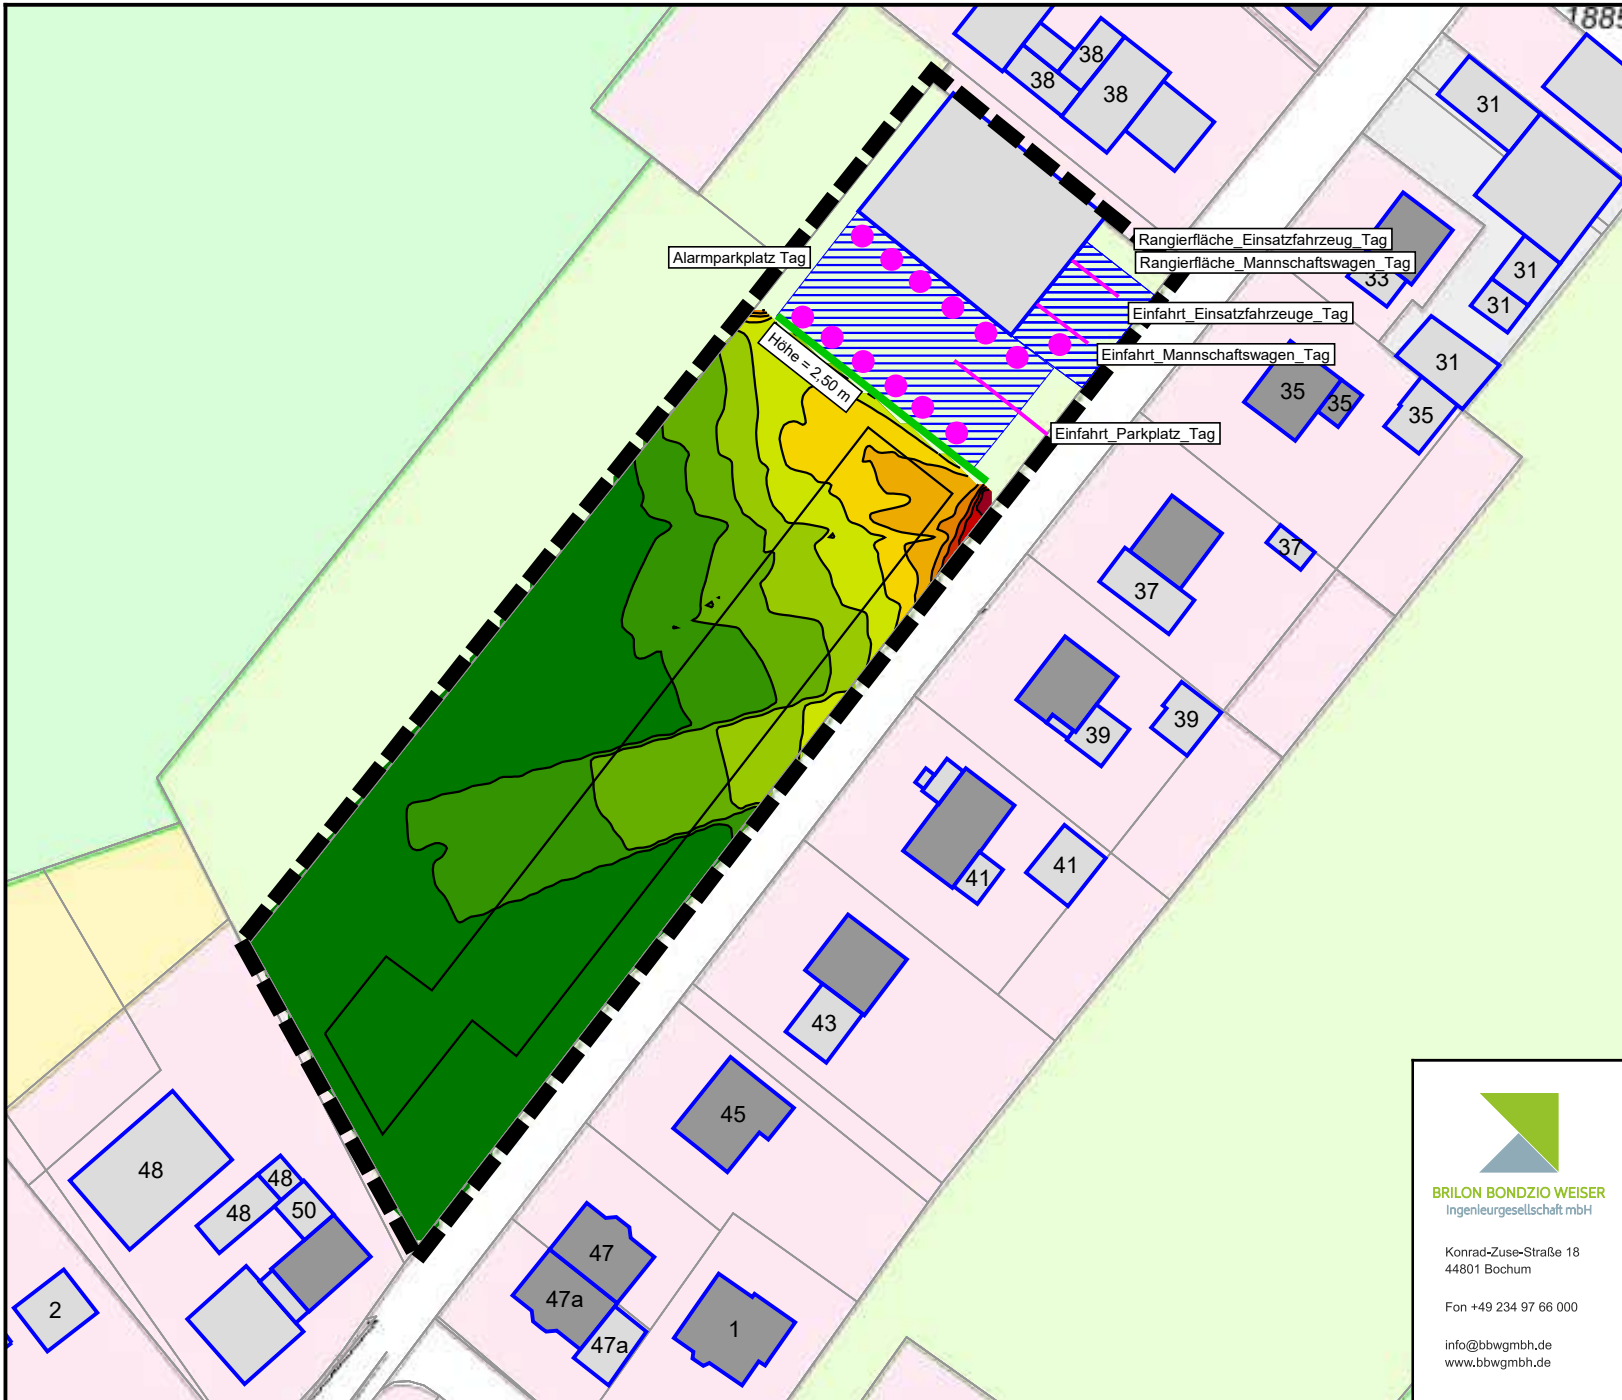 1885
38
38
38
31
Rangierfläche_Einsatzfahrzeug_Tag
Alarmparkplatz Tag
Rangierfläche_Mannschaftswagen_Tag
33
31
31
Einfahrt_Einsatzfahrzeuge_Tag
Einfahrt_Mannschaftswagen_Tag
31
Höhe = 2,50 m
35
35
35
Einfahrt_Parkplatz_Tag
37
37
39
39
41
41
43
45
48
48
48
50
47
47a
47a
2
1
BRILON BONDZIO WEISER
Ingenieurgesellschaft mbH
Konrad-Zuse-Straße 18
44801 Bochum
Fon +49 234 97 66 000
info@bbwgmbh.de
www.bbwgmbh.de